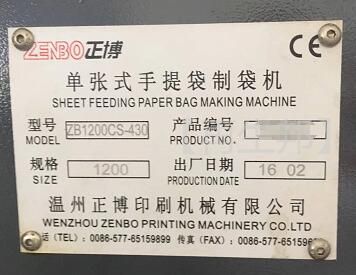 ZENBO正博 CE
单张式手提袋制袋机
SHEET FEEDING PAPER BAG MAKING MACHINE
型号 ZB1200CS-430 产品编号
MODEL PRODUCT NO.
规格 1200 出厂日期 16 02
SIZE PRODUCTION DATE
温州正博印刷机械有限公司
WENZHOU ZENBO PRINTING MACHINERY CO.LTD
电话（TEL）：0086-577-65159899 传真（FAX）：0086-577-6515989